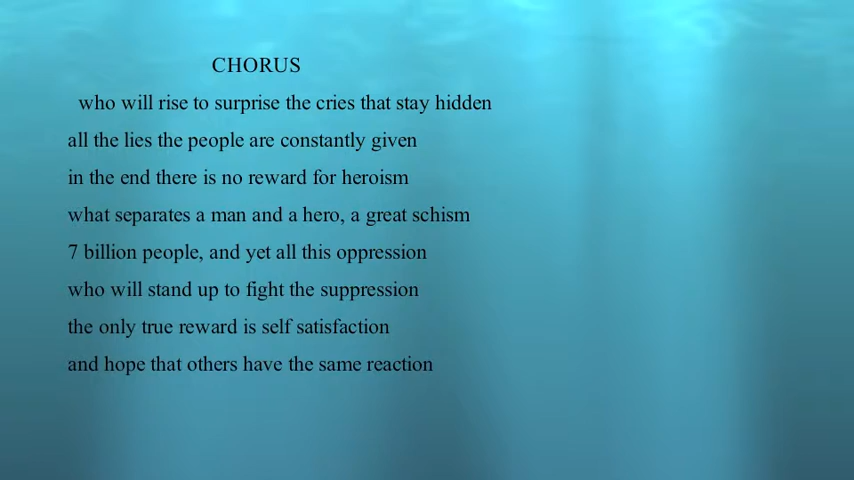 CHORUS
who will rise to surprise the cries that stay hidden
all the lies the people are constantly given
in the end there is no reward for heroism
what separates a man and a hero, a great schism
7 billion people, and yet all this oppression
who will stand up to fight the suppression
the only true reward is self satisfaction
and hope that others have the same reaction